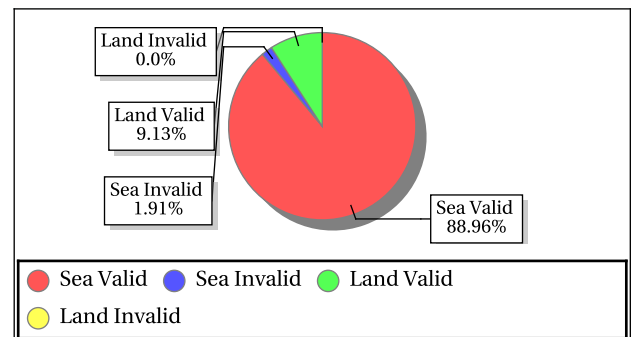 Land Invalid
0.0%
Land Valid
9.13%
Sea Invalid
1.91%
Sea Valid
88.96%
Sea Valid Sea Invalid Land Valid
Land Invalid